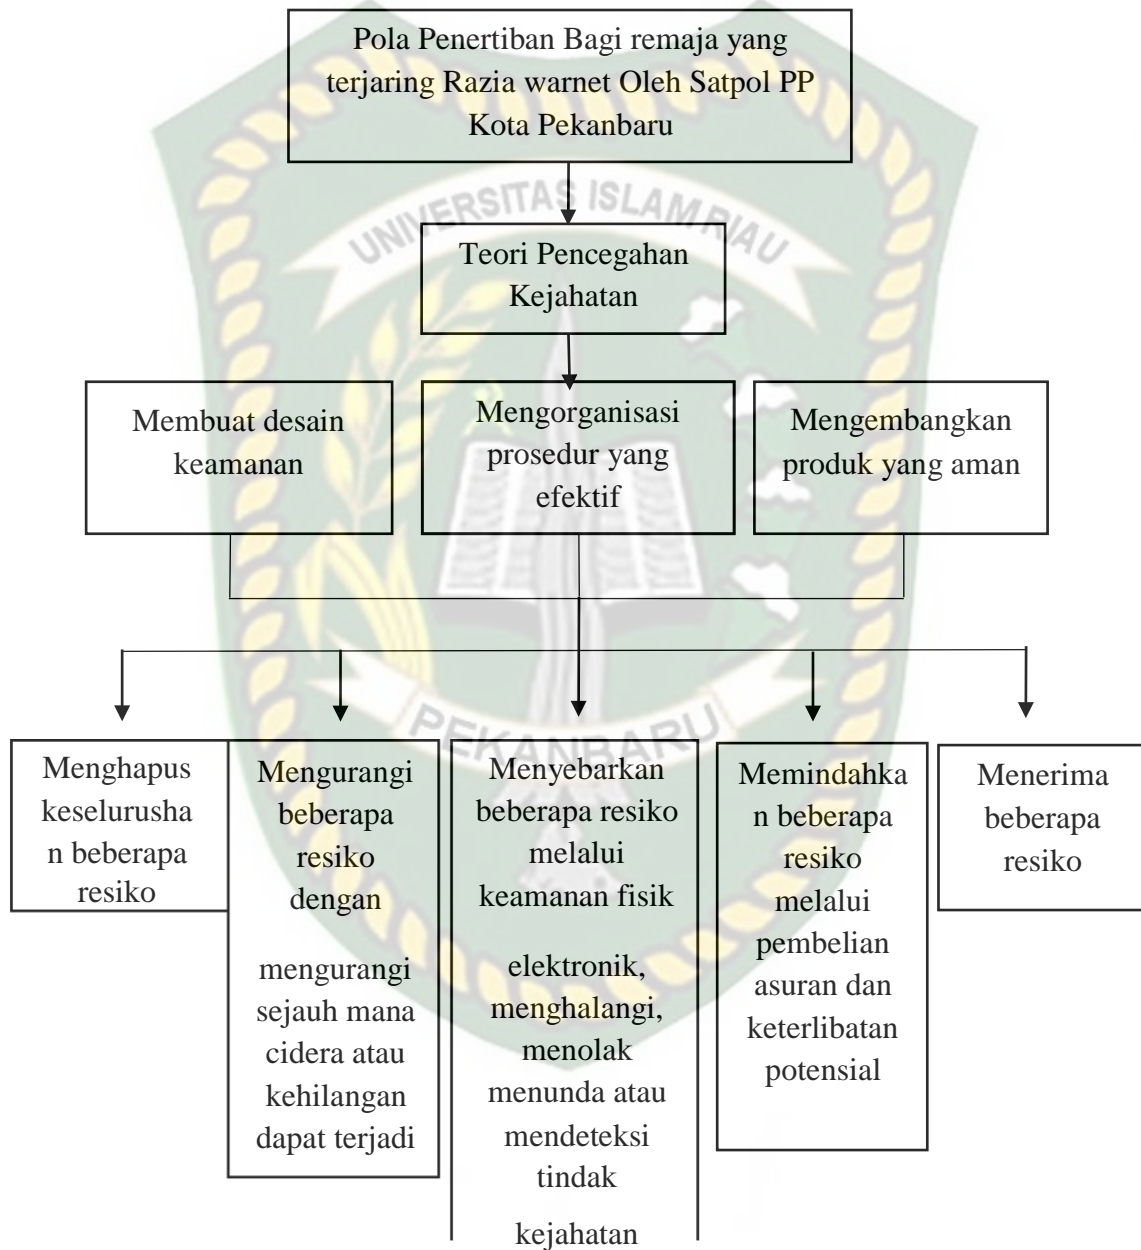 Pola Penertiban Bagi remaja yang
terjaring Razia warnet Oleh Satpol PP
Kota Pekanbaru
UNIVERSITAS ISLAM RIAU
Teori Pencegahan
Kejahatan
Membuat desain
keamanan
Mengorganisasi
prosedur yang
efektif
Mengembangkan
produk yang aman
PEKANBARU
Menghapus
keselurusha
n beberapa
resiko
Mengurangi
beberapa
resiko
dengan
mengurangi
sejauh mana
cidera atau
kehilangan
dapat terjadi
Menyebarkan
beberapa resiko
melalui
keamanan fisik
elektronik,
menghalangi,
menolak
menunda atau
mendeteksi
tindak
kejahatan
Memindahka
n beberapa
resiko
melalui
pembelian
asuran dan
keterlibatan
potensial
Menerima
beberapa
resiko